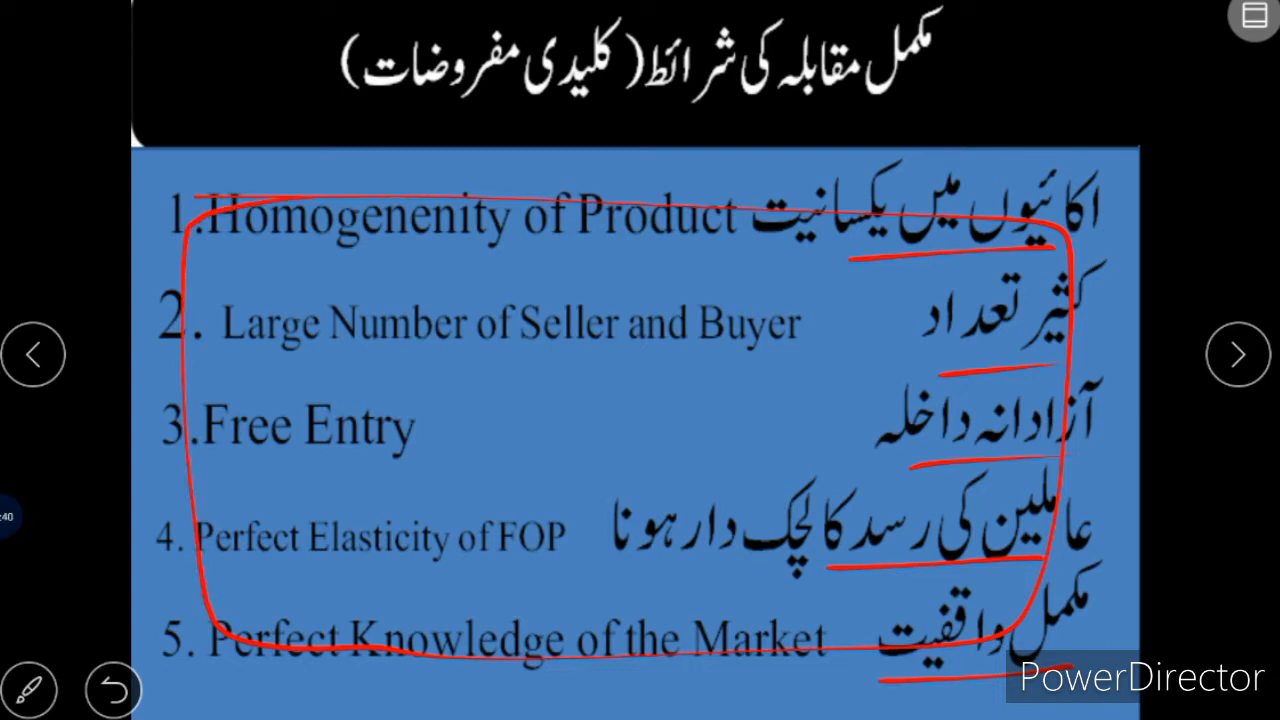 مکمل مقابلہ کی شرائط (کلیدی مفروضات)
1.Homogenenity of Product اکائیوں میں یکسانیت
2. Large Number of Seller and Buyer کثیر تعداد
3.Free Entry آزادانہ داخلہ
4. Perfect Elasticity of FOP عاملین کی رسد کا لچک دار ہونا
5. Perfect Knowledge of the Market مکمل واقفیت
:40
PowerDirector